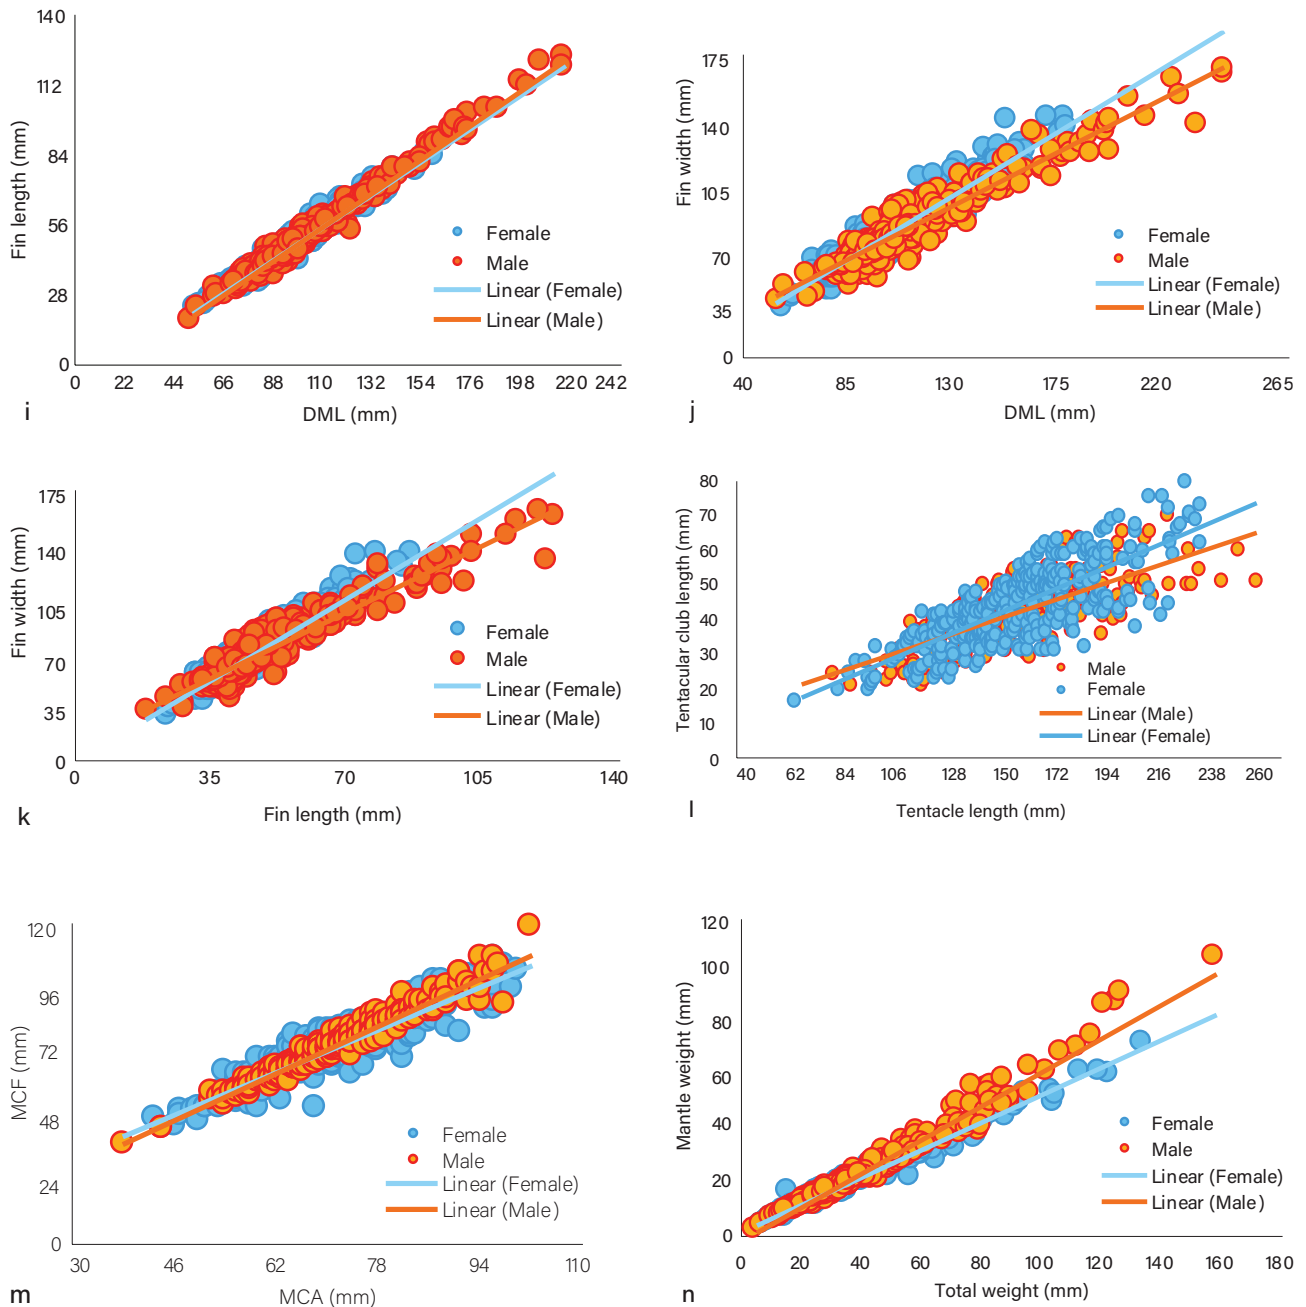 140
112
84
56
28
0
Fin length (mm)
0 22 44 66 88 110 132 154 176 198 220 242
DML (mm)
Female
Male
Linear (Female)
Linear (Male)
i
175
140
105
70
35
0
Fin width (mm)
40 85 130 175 220 265
DML (mm)
Female
Male
Linear (Female)
Linear (Male)
j
175
140
105
70
35
0
Fin width (mm)
0 35 70 105 140
Fin length (mm)
Female
Male
Linear (Female)
Linear (Male)
k
80
70
60
50
40
30
20
10
0
Tentacular club length (mm)
40 62 84 106 128 150 172 194 216 238 260
Tentacle length (mm)
Male
Female
Linear (Male)
Linear (Female)
l
120
96
72
48
24
0
MCF (mm)
30 46 62 78 94 110
MCA (mm)
Female
Male
Linear (Female)
Linear (Male)
m
120
100
80
60
40
20
0
Mantle weight (mm)
0 20 40 60 80 100 120 140 160 180
Total weight (mm)
Female
Male
Linear (Female)
Linear (Male)
n